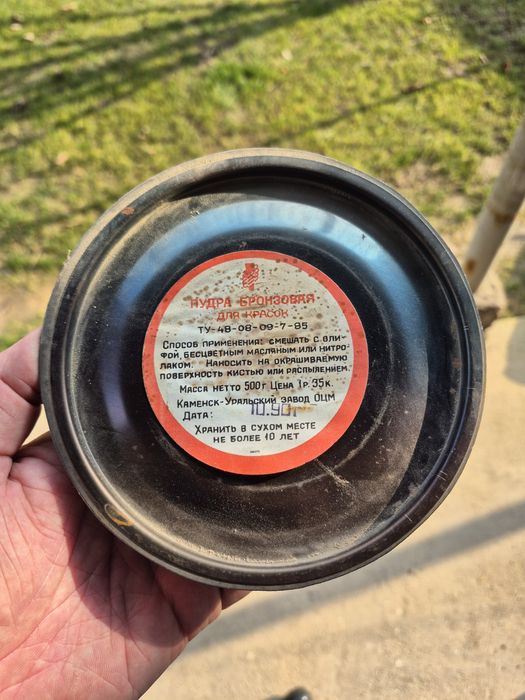 ПУДРА БРОНЗОВАЯ
ДЛЯ КРАСОК
ТУ-48-08-09-7-85
Способ применения: смешать с оли-
фой, бесцветным масляным или нитро-
лаком. Наносить на окрашиваемую
поверхность кистью или распылением.
Масса нетто 500г Цена 1р.95к.
Каменск-Уральский завод ОЦМ
Дата: 10.90г
Хранить в сухом месте
не более 10 лет